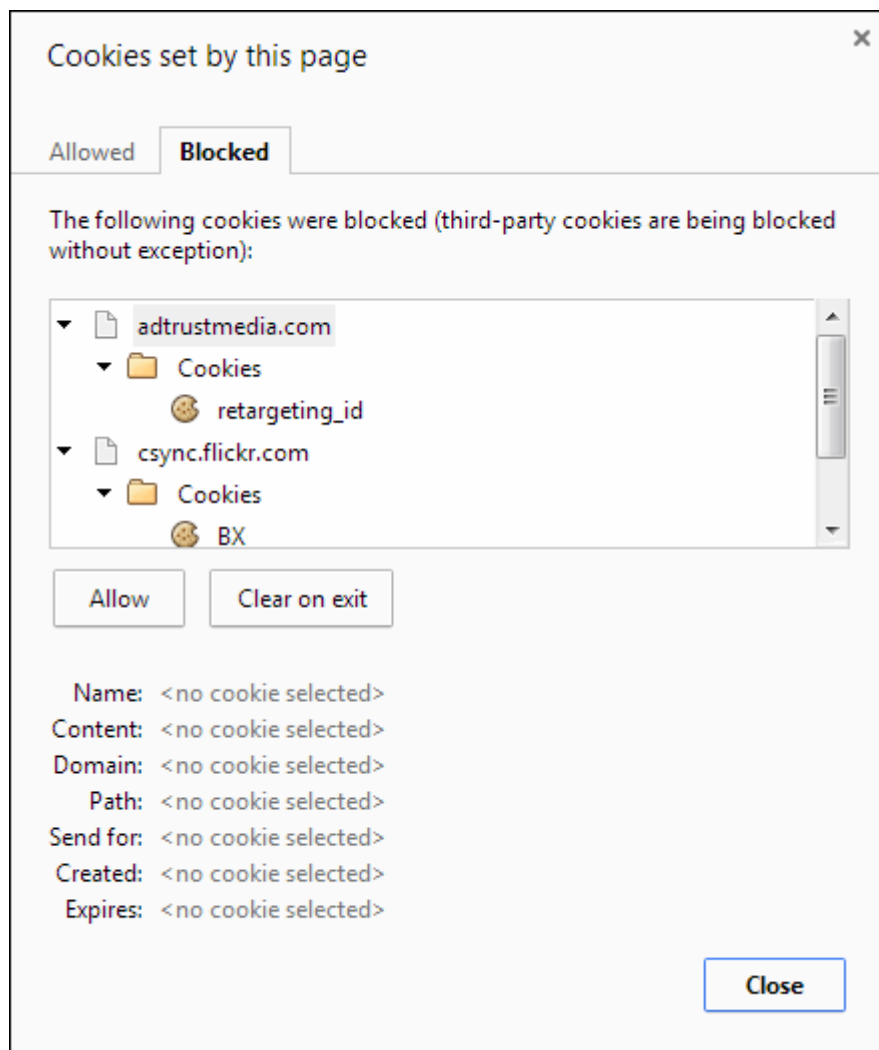 Cookies set by this page
Allowed
Blocked
The following cookies were blocked (third-party cookies are being blocked
without exception):
adtrustmedia.com
Cookies
retargeting_id
csync.flickr.com
Cookies
BX
Allow
Clear on exit
Name: <no cookie selected>
Content: <no cookie selected>
Domain: <no cookie selected>
Path: <no cookie selected>
Send for: <no cookie selected>
Created: <no cookie selected>
Expires: <no cookie selected>
Close